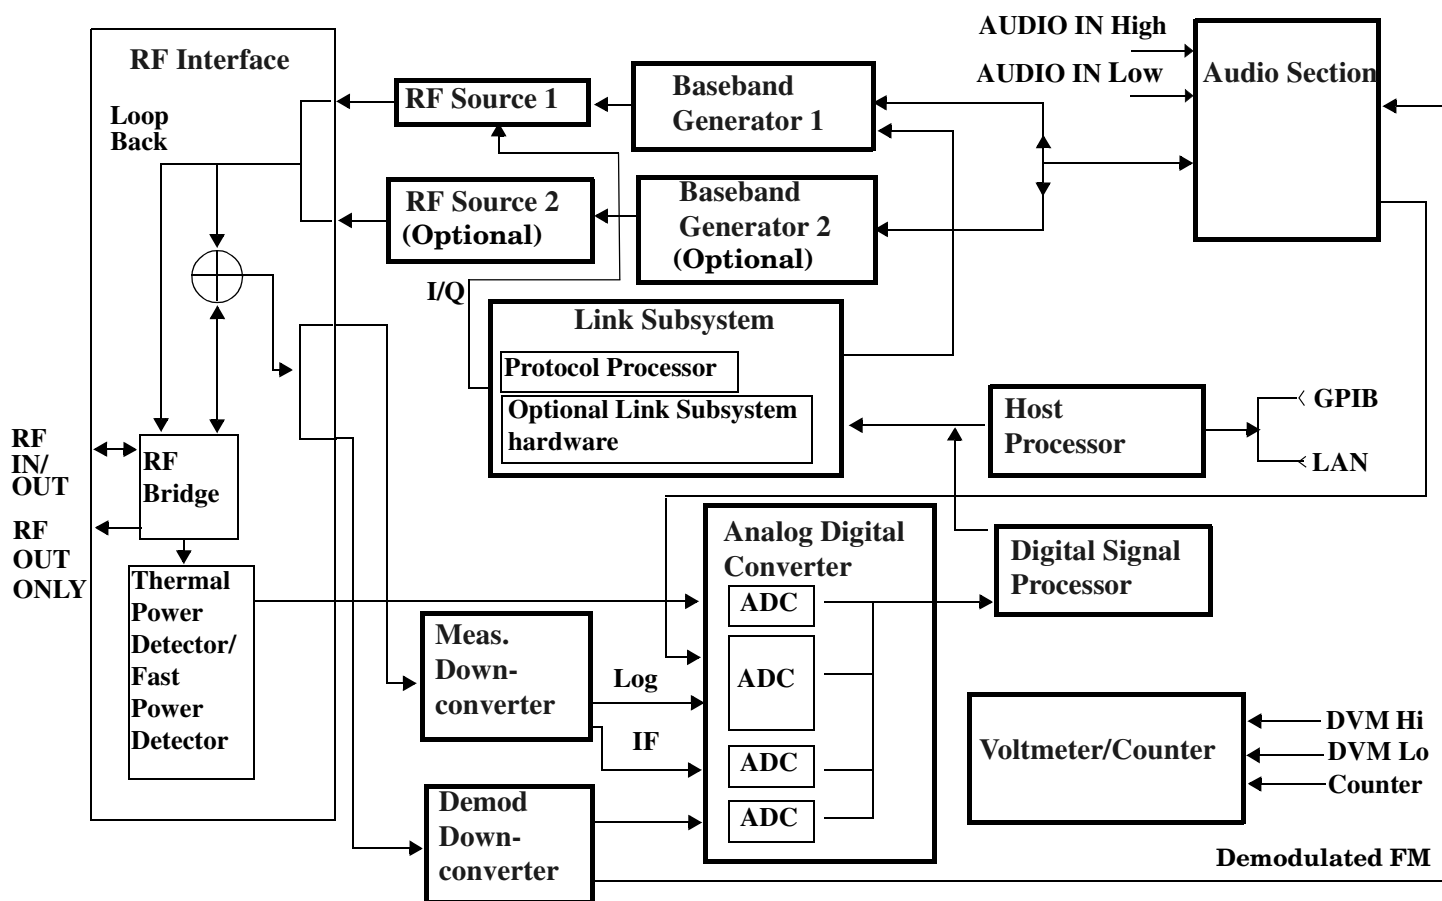 RF Interface
Loop
Back
RF Source 1
Baseband
Generator 1
AUDIO IN High
AUDIO IN Low
Audio Section
RF Source 2
(Optional)
Baseband
Generator 2
(Optional)
I/Q
Link Subsystem
Protocol Processor
Optional Link Subsystem
hardware
Host
Processor
GPIB
LAN
RF
IN/
OUT
RF
Bridge
RF
OUT
ONLY
Thermal
Power
Detector/
Fast
Power
Detector
Meas.
Down-
converter
Log
IF
Demod
Down-
converter
Analog Digital
Converter
ADC
ADC
ADC
ADC
Digital Signal
Processor
Voltmeter/Counter
DVM Hi
DVM Lo
Counter
Demodulated FM